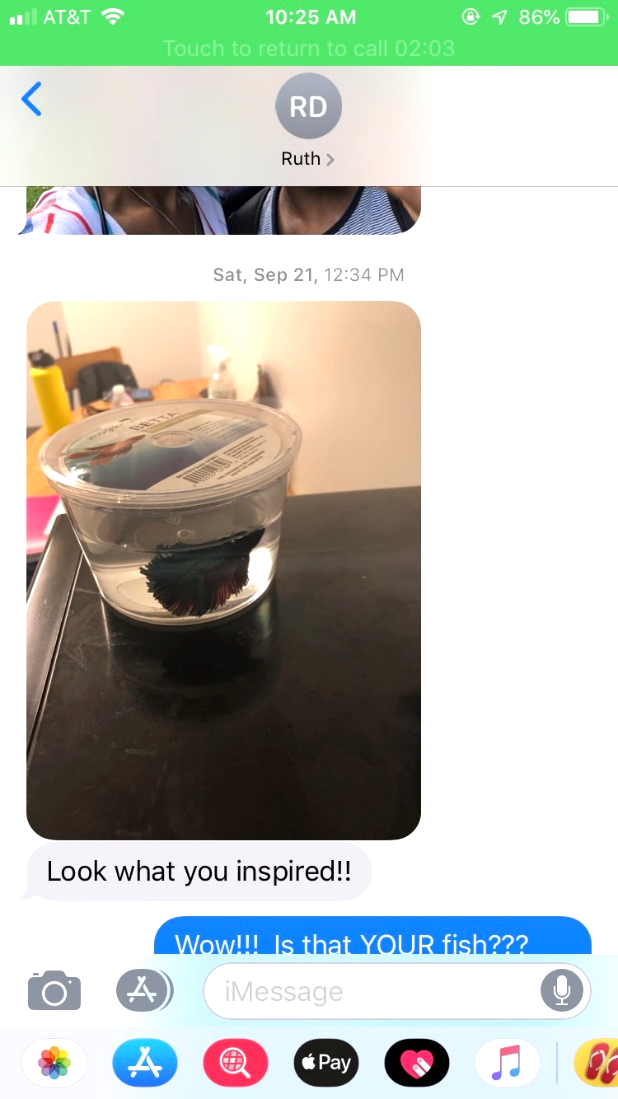 AT&T 10:25 AM 86%
Touch to return to call 02:03
RD
Ruth
Sat, Sep 21, 12:34 PM
BETTA
Look what you inspired!!
Wow!!! Is that YOUR fish???
iMessage
Pay